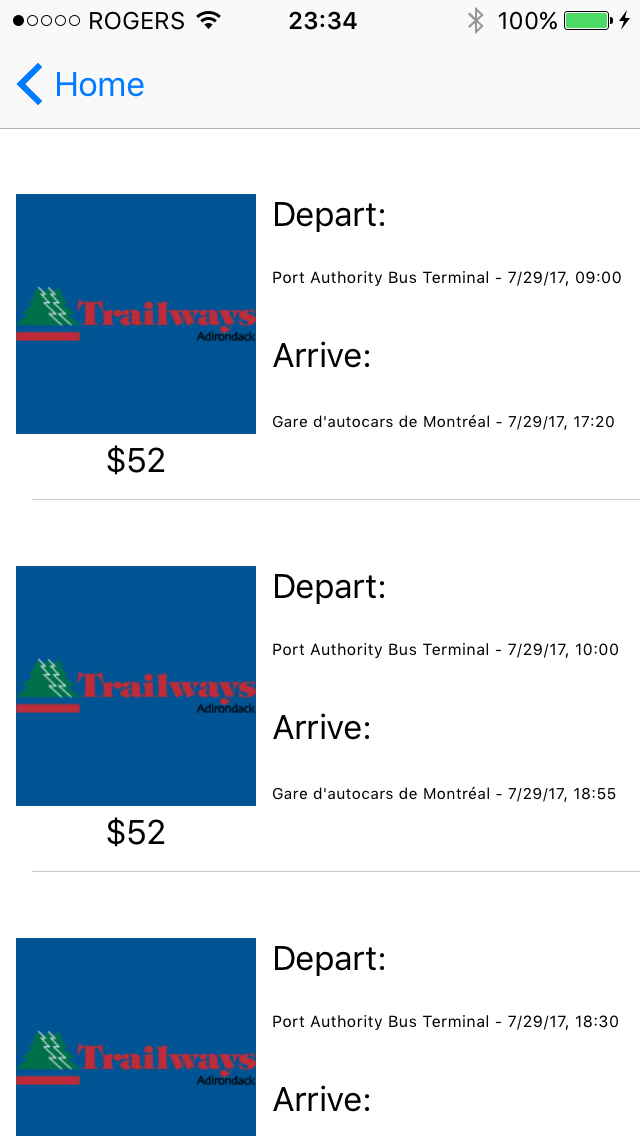 ROGERS 23:34 100%
Home
Depart:
Port Authority Bus Terminal - 7/29/17, 09:00
Trailways
Adirondack
Arrive:
Gare d'autocars de Montréal - 7/29/17, 17:20
$52
Depart:
Port Authority Bus Terminal - 7/29/17, 10:00
Trailways
Adirondack
Arrive:
Gare d'autocars de Montréal - 7/29/17, 18:55
$52
Depart:
Port Authority Bus Terminal - 7/29/17, 18:30
Trailways
Adirondack
Arrive: